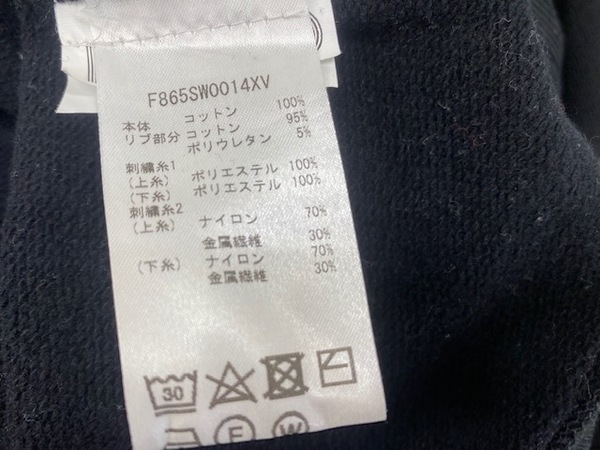 F865SW0014XV
本体 コットン 100%
リブ部分 コットン 95%
ポリウレタン 5%
刺繍糸1
(上糸) ポリエステル 100%
(下糸) ポリエステル 100%
刺繍糸2
(上糸) ナイロン 70%
金属繊維 30%
(下糸) ナイロン 70%
金属繊維 30%
30
F W